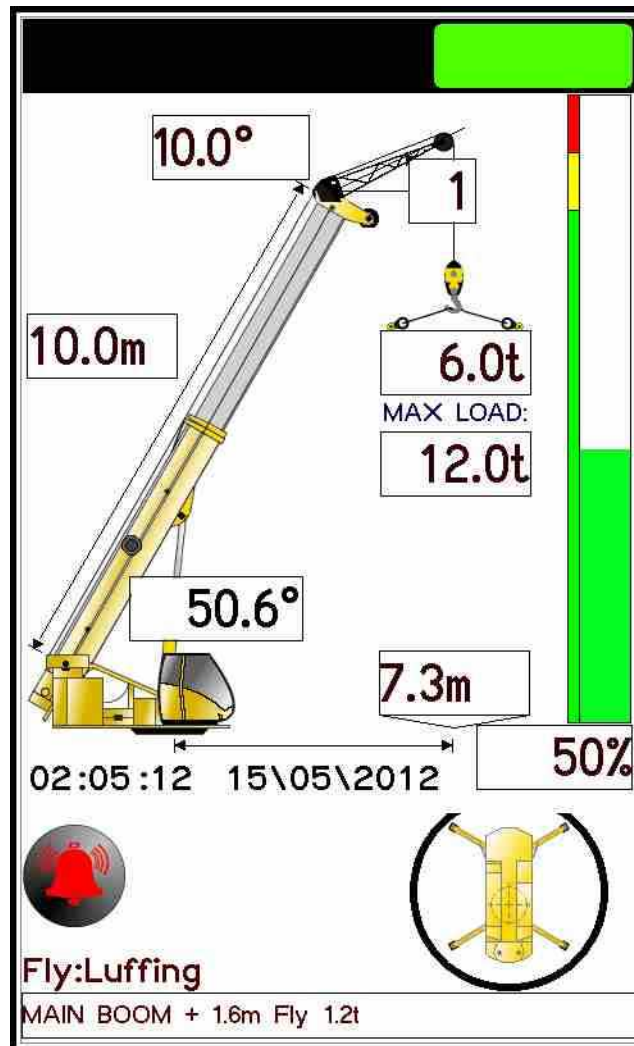 10.0°
1
10.0m
6.0t
MAX LOAD:
12.0t
50.6°
7.3m
50%
02:05:12 15\05\2012
Fly:Luffing
MAIN BOOM + 1.6m Fly 1.2t